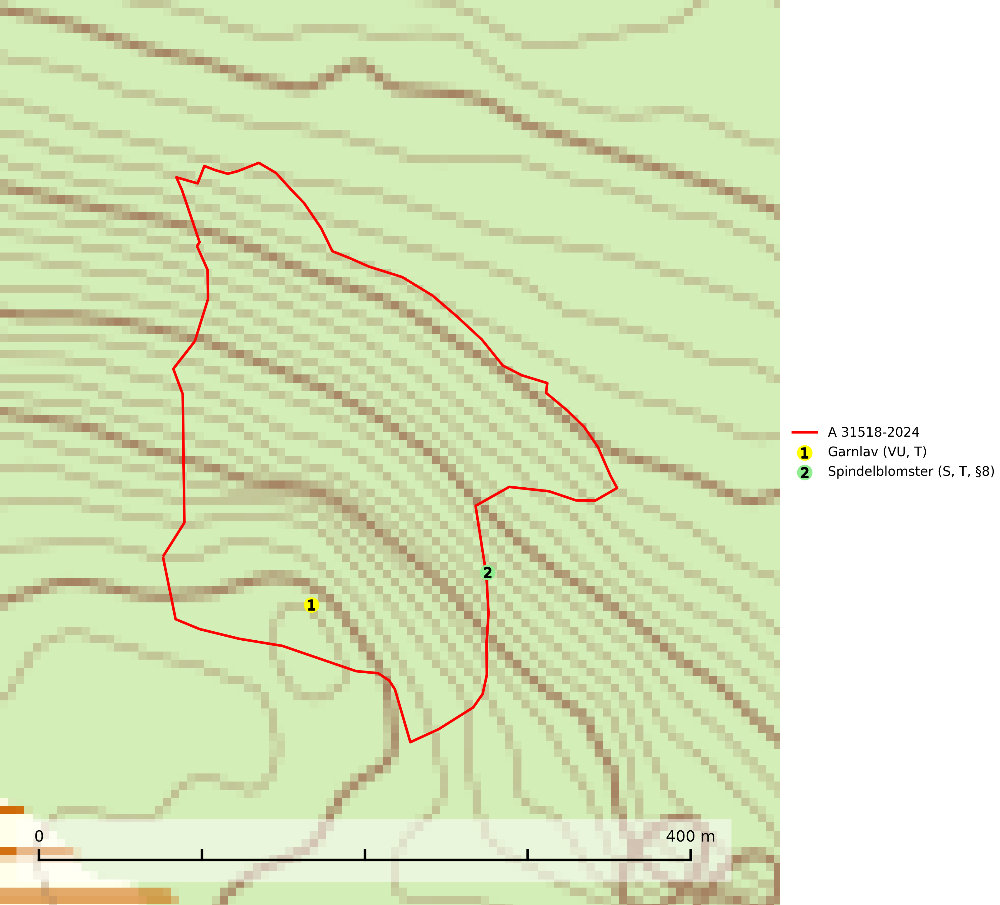 A 31518-2024
1 Garnlav (VU, T)
2 Spindelblomster (S, T, §8)
2
1
0 400 m